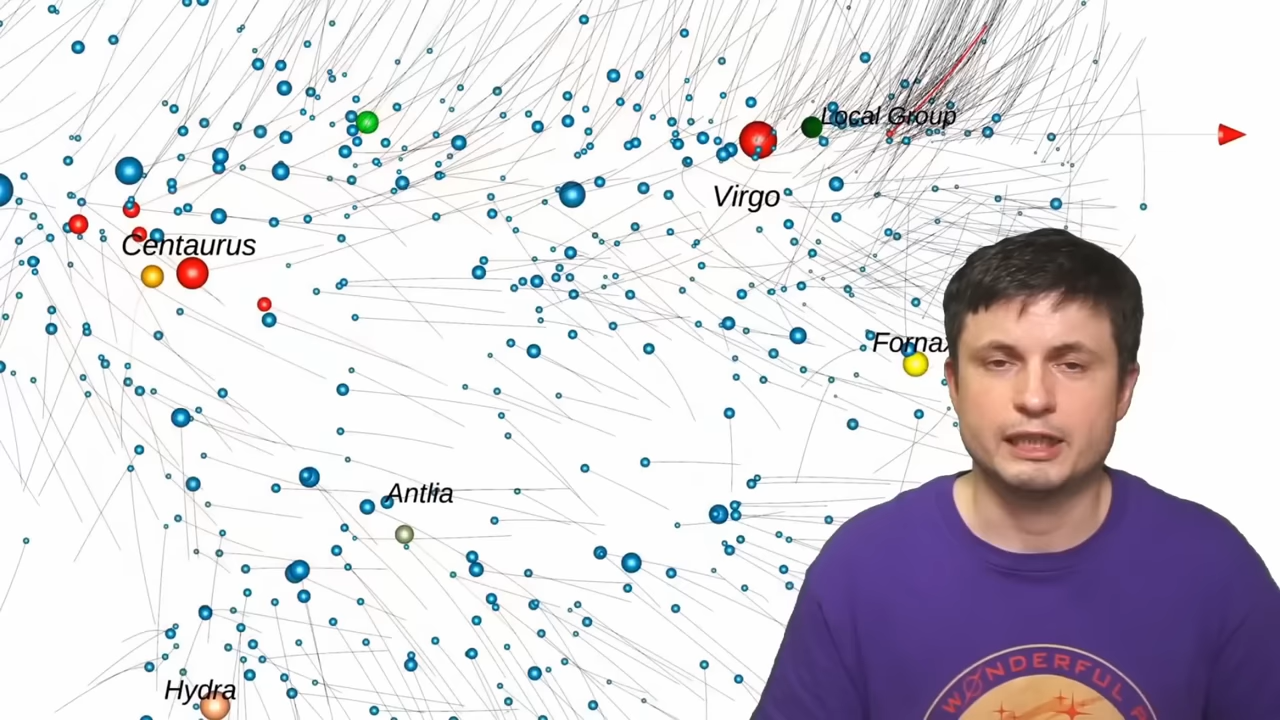 Local Group
Virgo
Centaurus
Fornax
Antlia
Hydra
WØNDERFUL